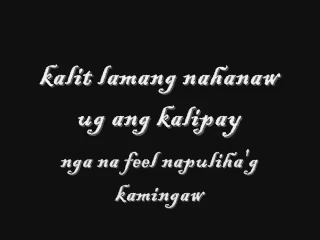 kalit lamang nahanaw
ug ang kalipay
nga na feel napuliha'g
kamingaw